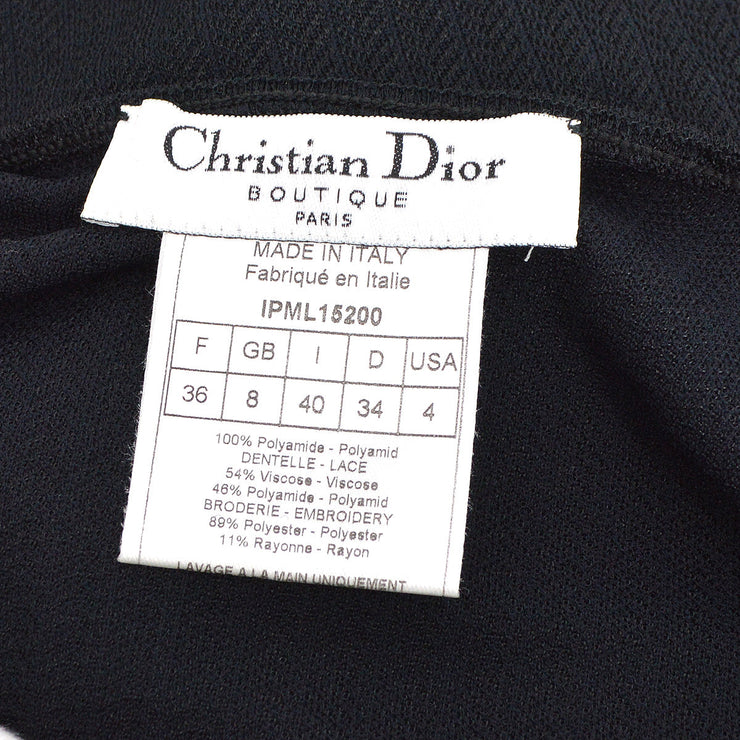 Christian Dior
BOUTIQUE
PARIS
MADE IN ITALY
Fabriqué en Italie
IPML15200
F GB I D USA
36 8 40 34 4
100% Polyamide - Polyamid
DENTELLE - LACE
54% Viscose - Viscose
46% Polyamide - Polyamid
BRODERIE - EMBROIDERY
89% Polyester - Polyester
11% Rayonne - Rayon
LAVAGE A LA MAIN UNIQUEMENT